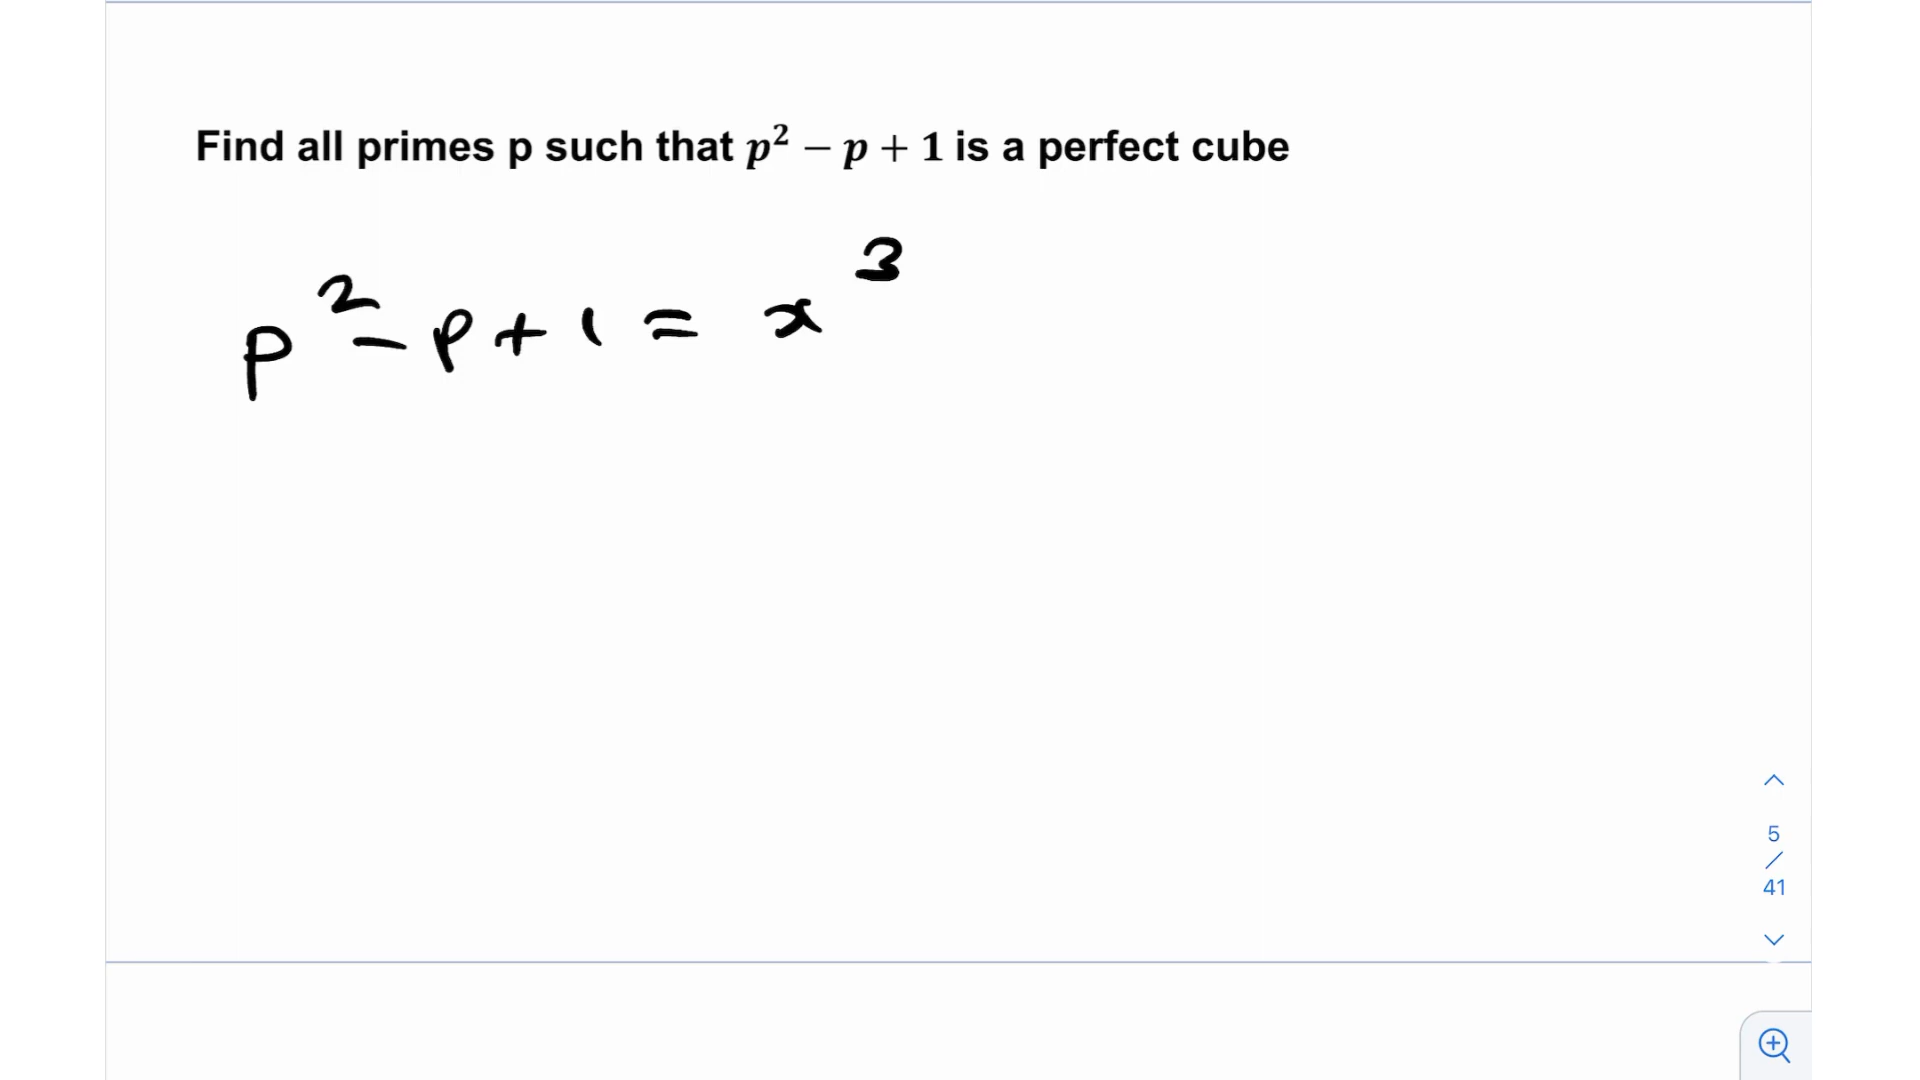 Find all primes p such that p² − p + 1 is a perfect cube
p² − p + 1 = x³
5
/
41